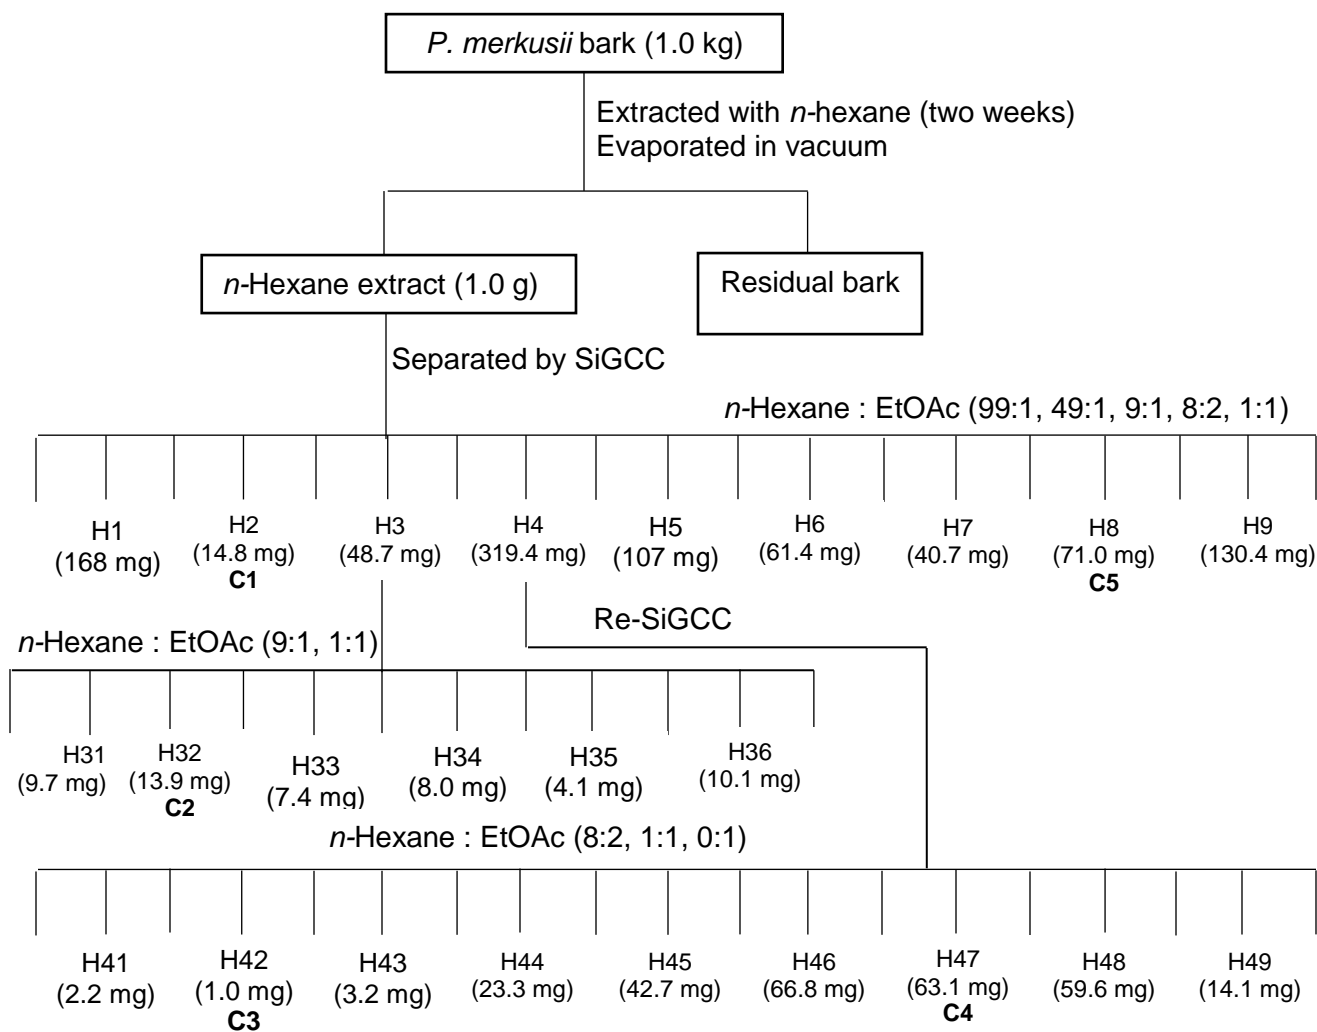 P. merkusii bark (1.0 kg)
Extracted with n-hexane (two weeks)
Evaporated in vacuum
n-Hexane extract (1.0 g)
Residual bark
Separated by SiGCC
n-Hexane : EtOAc (99:1, 49:1, 9:1, 8:2, 1:1)
H1
(168 mg)
H2
(14.8 mg)
C1
H3
(48.7 mg)
H4
(319.4 mg)
H5
(107 mg)
H6
(61.4 mg)
H7
(40.7 mg)
H8
(71.0 mg)
C5
H9
(130.4 mg)
Re-SiGCC
n-Hexane : EtOAc (9:1, 1:1)
H31
(9.7 mg)
H32
(13.9 mg)
C2
H33
(7.4 mg)
H34
(8.0 mg)
H35
(4.1 mg)
H36
(10.1 mg)
n-Hexane : EtOAc (8:2, 1:1, 0:1)
H41
(2.2 mg)
H42
(1.0 mg)
C3
H43
(3.2 mg)
H44
(23.3 mg)
H45
(42.7 mg)
H46
(66.8 mg)
H47
(63.1 mg)
C4
H48
(59.6 mg)
H49
(14.1 mg)